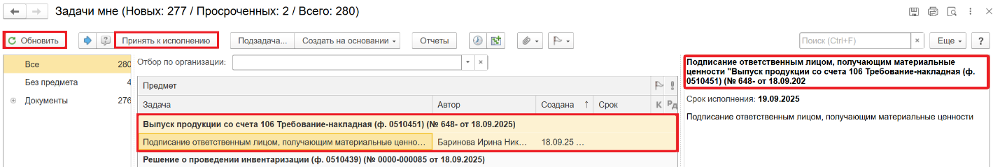 Задачи мне (Новых: 277 / Просроченных: 2 / Всего: 280)
Обновить
Принять к исполнению
Подзадача...
Создать на основании
Отчеты
Поиск (Ctrl+F)
×
Еще
?
Все 280
Без предмета 4
Документы 276
Отбор по организации:
Предмет
Задача Автор Создана ↑ Срок К Рд
Выпуск продукции со счета 106 Требование-накладная (ф. 0510451) (№ 648- от 18.09.2025)
Подписание ответственным лицом, получающим материальные ценно... Баринова Ирина Ник... 18.09.25 ...
Решение о проведении инвентаризации (ф. 0510439) (№ 0000-000085 от 18.09.2025)
Подписание ответственным лицом, получающим материальные
ценности "Выпуск продукции со счета 106 Требование-накладная (ф.
0510451) (№ 648- от 18.09.202
Срок исполнения: 19.09.2025
Подписание ответственным лицом, получающим материальные ценности